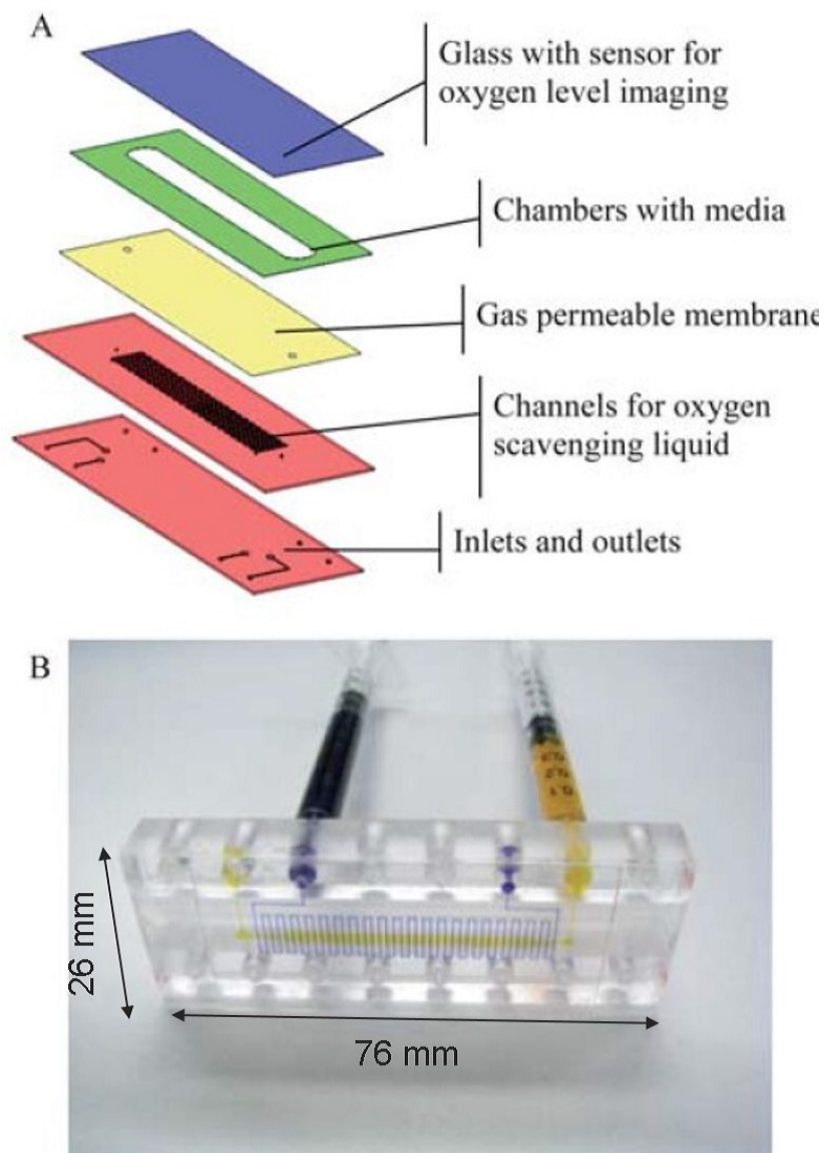 A
Glass with sensor for
oxygen level imaging
Chambers with media
Gas permeable membrane
Channels for oxygen
scavenging liquid
Inlets and outlets
B
26 mm
76 mm